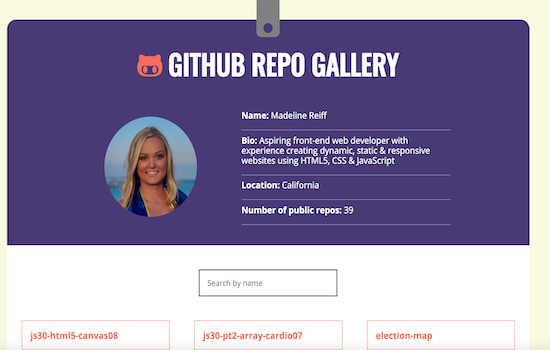 GITHUB REPO GALLERY
Name: Madeline Reiff
Bio: Aspiring front-end web developer with
experience creating dynamic, static & responsive
websites using HTML5, CSS & JavaScript
Location: California
Number of public repos: 39
Search by name
js30-html5-canvas08
js30-pt2-array-cardio07
election-map